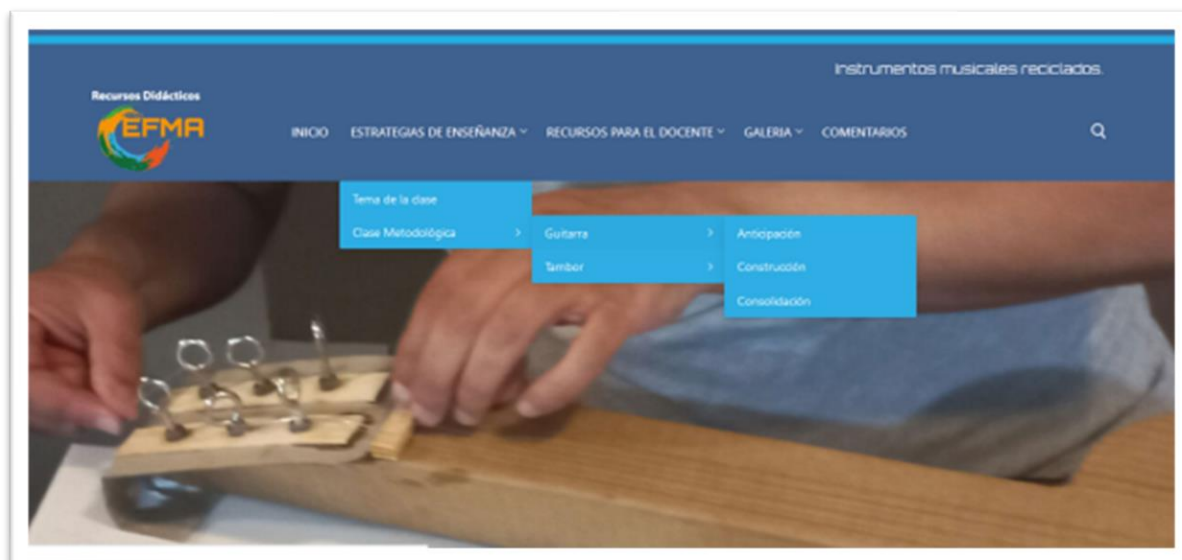 Instrumentos musicales reciclados.
Recursos Didácticos
EFMA
INICIO ESTRATEGIAS DE ENSEÑANZA RECURSOS PARA EL DOCENTE GALERIA COMENTARIOS
Tema de la clase
Clase Metodológica
Guitarra
Tambor
Anticipación
Construcción
Consolidación